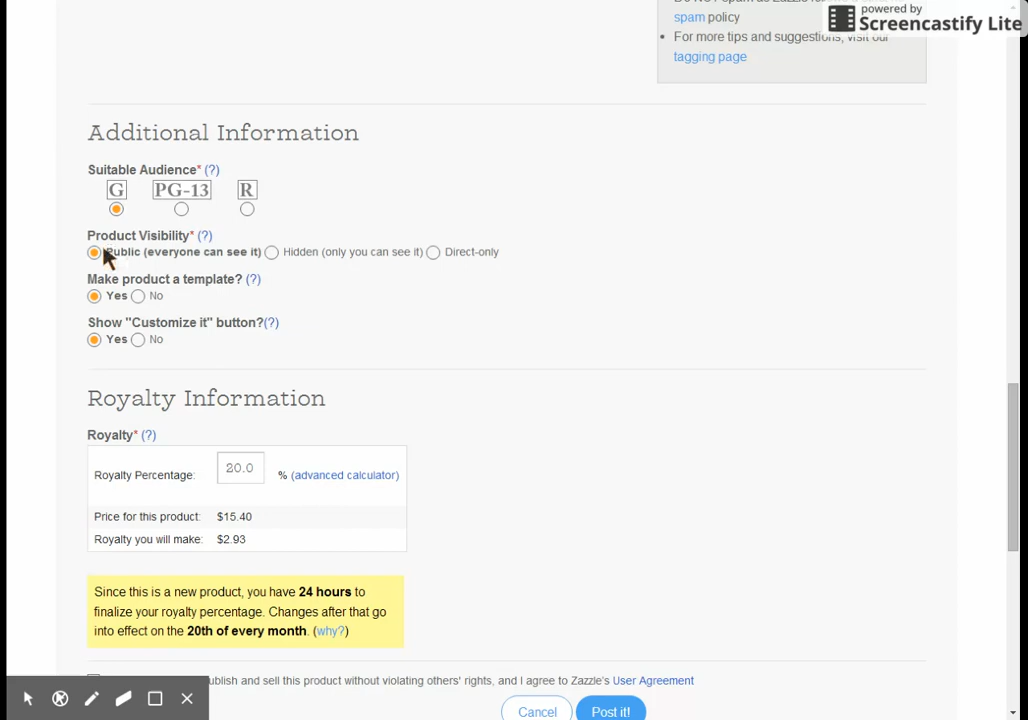 powered by
Screencastify Lite
spam policy
For more tips and suggestions, visit our
tagging page
Additional Information
Suitable Audience* (?)
G PG-13 R
Product Visibility* (?)
Public (everyone can see it) Hidden (only you can see it) Direct-only
Make product a template? (?)
Yes No
Show "Customize it" button?(?)
Yes No
Royalty Information
Royalty* (?)
Royalty Percentage: 20.0 % (advanced calculator)
Price for this product: $15.40
Royalty you will make: $2.93
Since this is a new product, you have 24 hours to
finalize your royalty percentage. Changes after that go
into effect on the 20th of every month. (why?)
ublish and sell this product without violating others' rights, and I agree to Zazzle's User Agreement
Cancel Post it!